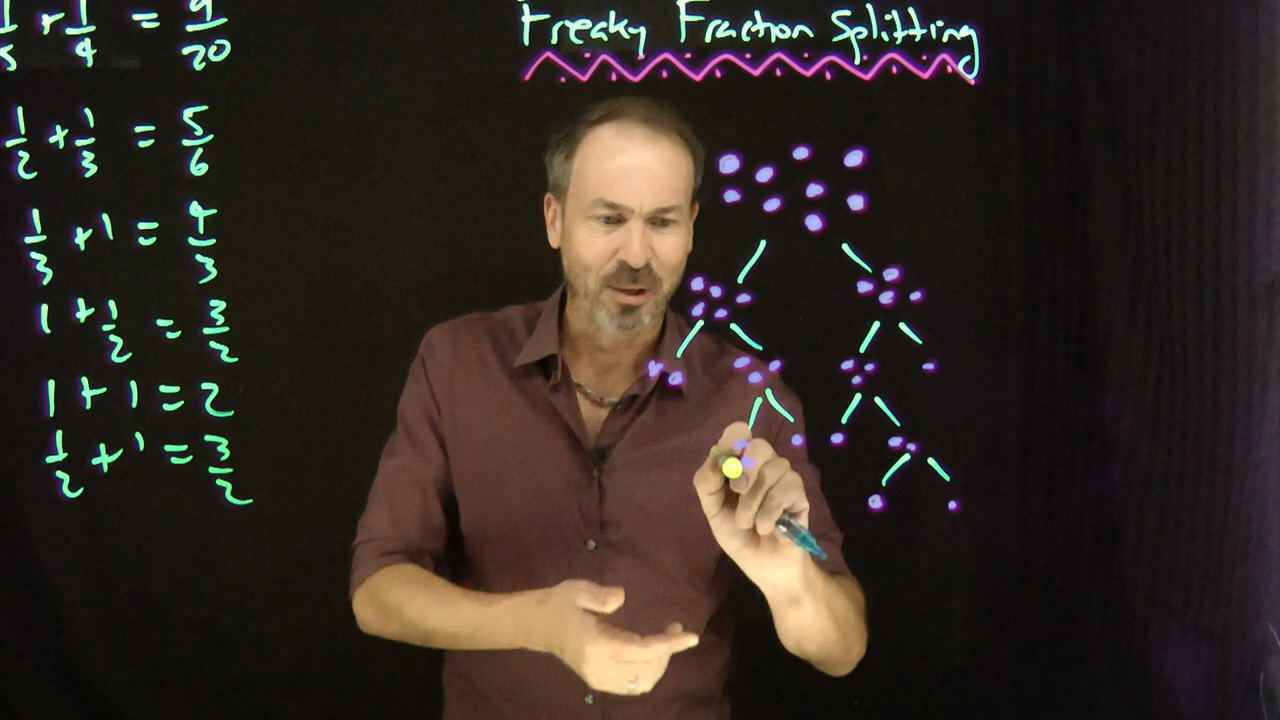 Freaky Fraction Splitting
1/5 + 1/4 = 9/20
1/2 + 1/3 = 5/6
1/3 + 1 = 4/3
1 + 1/2 = 3/2
1 + 1 = 2
1/2 + 1 = 3/2